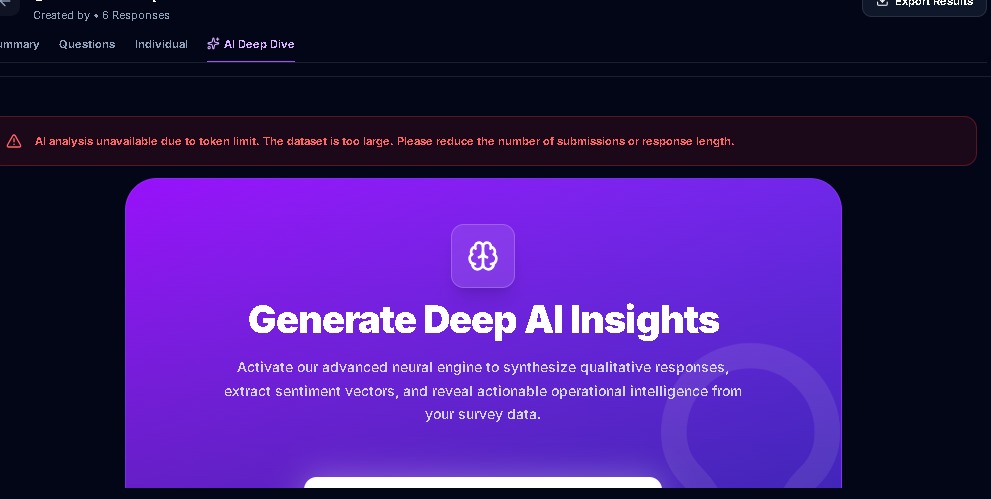 Created by • 6 Responses
Export Results
ummary
Questions
Individual
AI Deep Dive
AI analysis unavailable due to token limit. The dataset is too large. Please reduce the number of submissions or response length.
Generate Deep AI Insights
Activate our advanced neural engine to synthesize qualitative responses,
extract sentiment vectors, and reveal actionable operational intelligence from
your survey data.